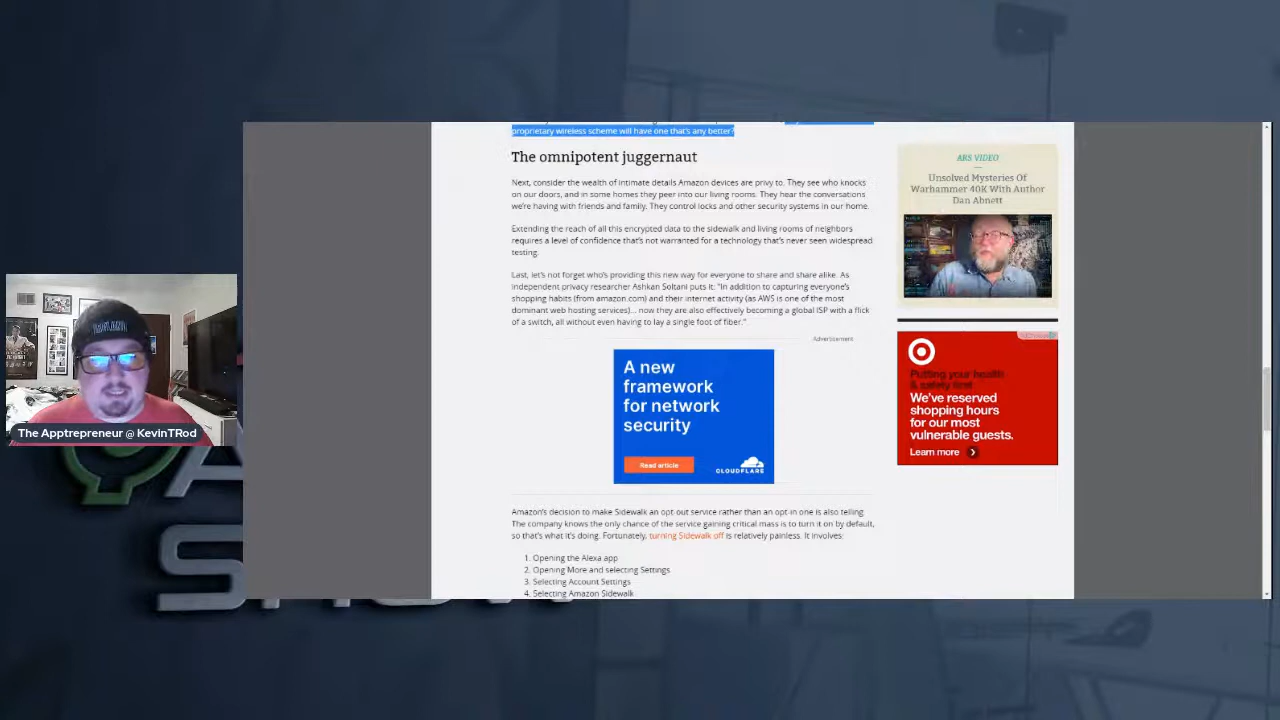 proprietary wireless scheme will have one that's any better?
The omnipotent juggernaut
Next, consider the wealth of intimate details Amazon devices are privy to. They see who knocks
on our doors, and in some homes they peer into our living rooms. They hear the conversations
we're having with friends and family. They control locks and other security systems in our home.
Extending the reach of all this encrypted data to the sidewalk and living rooms of neighbors
requires a level of confidence that's not warranted for a technology that's never seen widespread
testing.
Last, let's not forget who's providing this new way for everyone to share and share alike. As
independent privacy researcher Ashkan Soltani puts it: "In addition to capturing everyone's
shopping habits (from amazon.com) and their internet activity (as AWS is one of the most
dominant web hosting services)... now they are also effectively becoming a global ISP with a flick
of a switch, all without even having to lay a single foot of fiber."
Advertisement
A new
framework
for network
security
Read article
CLOUDFLARE
Amazon's decision to make Sidewalk an opt-out service rather than an opt-in one is also telling.
The company knows the only chance of the service gaining critical mass is to turn it on by default,
so that's what it's doing. Fortunately, turning Sidewalk off is relatively painless. It involves:
1. Opening the Alexa app
2. Opening More and selecting Settings
3. Selecting Account Settings
4. Selecting Amazon Sidewalk
ARS VIDEO
Unsolved Mysteries Of
Warhammer 40K With Author
Dan Abnett
Putting your health
& safety first
We've reserved
shopping hours
for our most
vulnerable guests.
Learn more
The Apptrepreneur @ KevinTRod